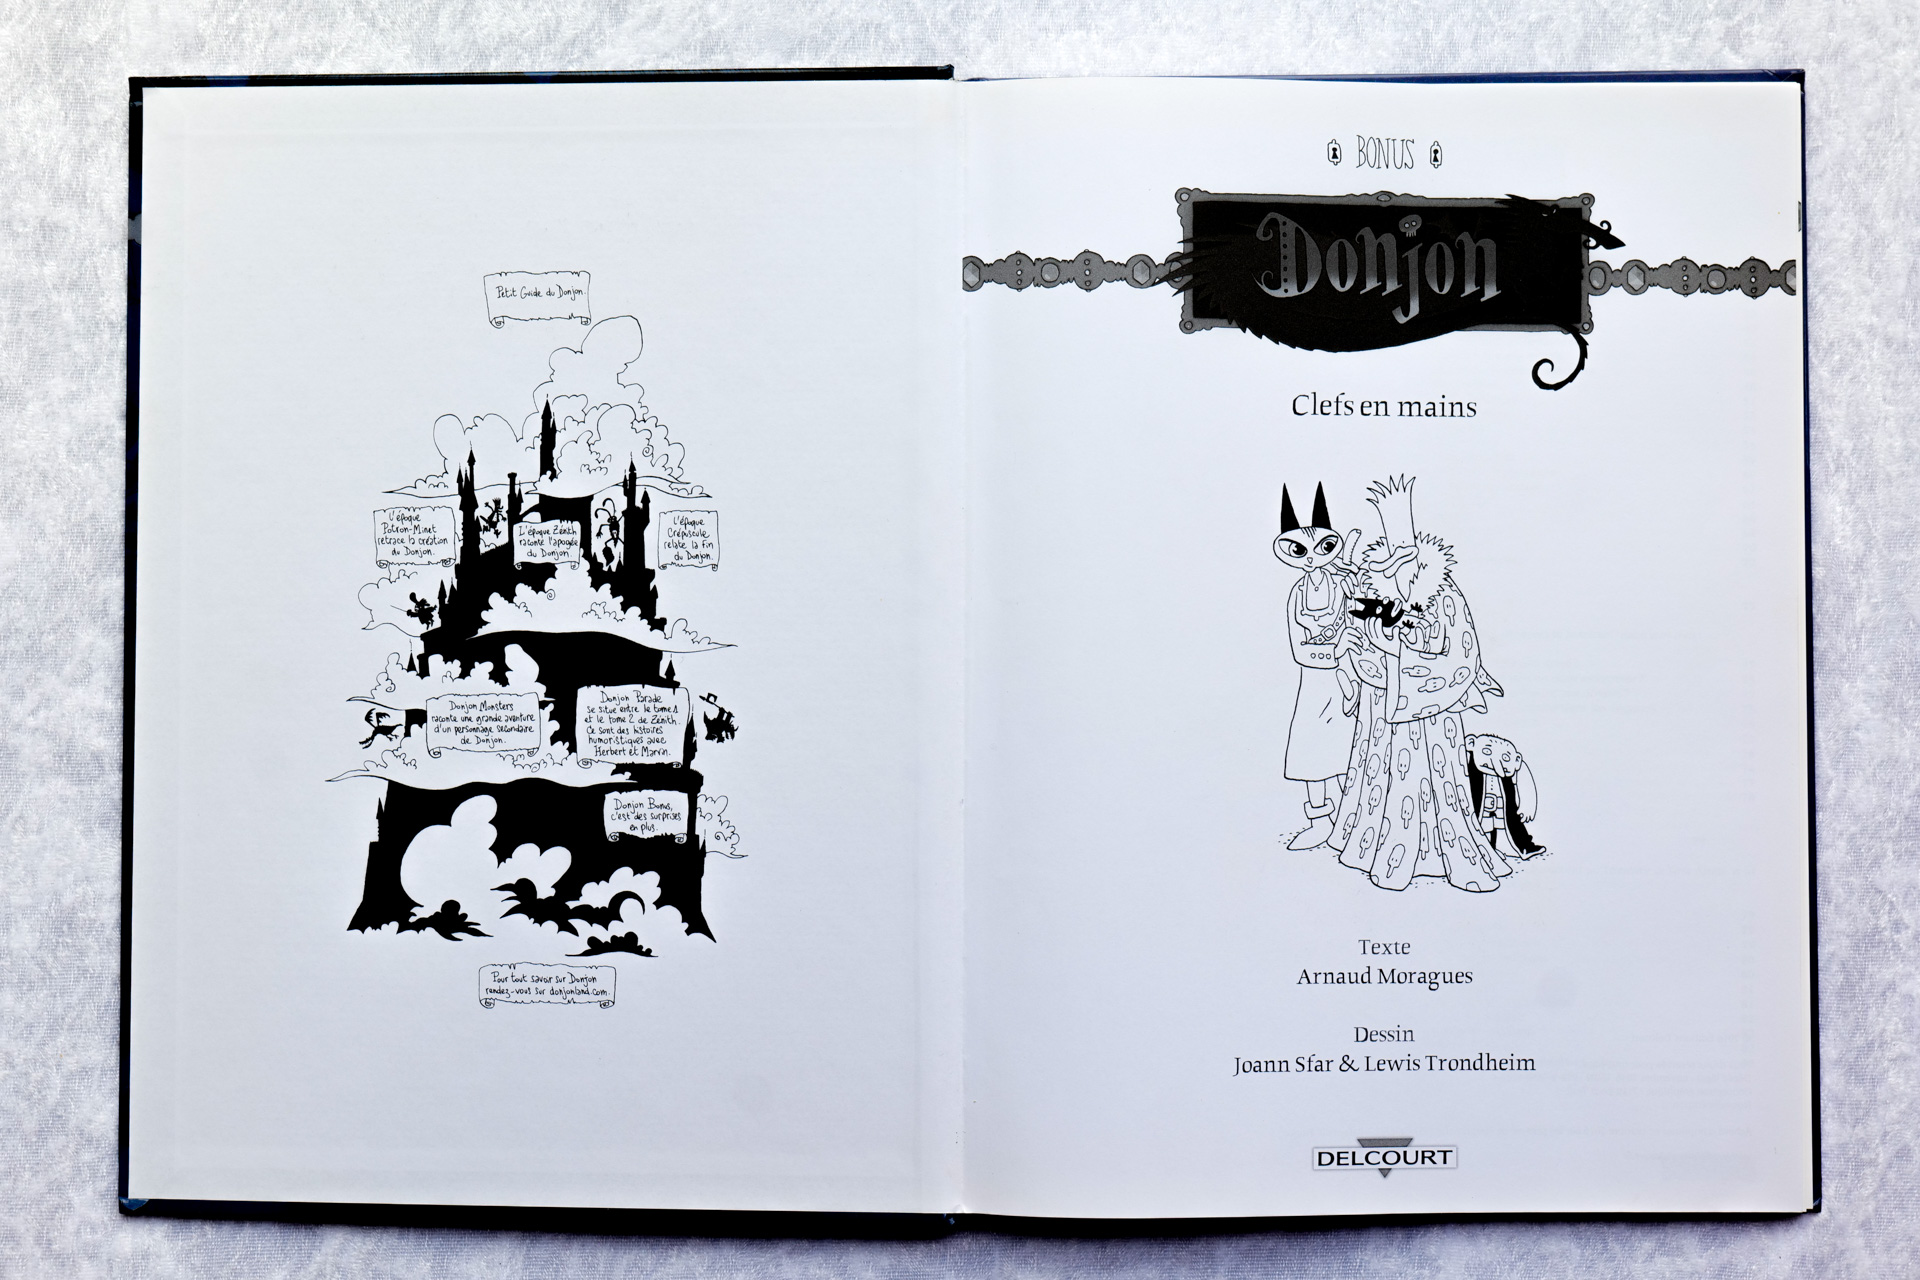 Petit Guide du Donjon.
L'époque
Potron-Minet
retrace la création
du Donjon.
L'époque Zénith
raconte l'apogée
du Donjon.
L'époque
Crépuscule
relate la fin
du Donjon.
Donjon Monsters
raconte une grande aventure
d'un personnage secondaire
de Donjon.
Donjon Parade
se situe entre le tome 1
et le tome 2 de Zénith.
Ce sont des histoires
humoristiques avec
Herbert et Marvin.
Donjon Bonus,
c'est des surprises
en plus.
Pour tout savoir sur Donjon
rendez-vous sur donjonland.com.
BONUS
Donjon
Clefs en mains
Texte
Arnaud Moragues
Dessin
Joann Sfar & Lewis Trondheim
DELCOURT